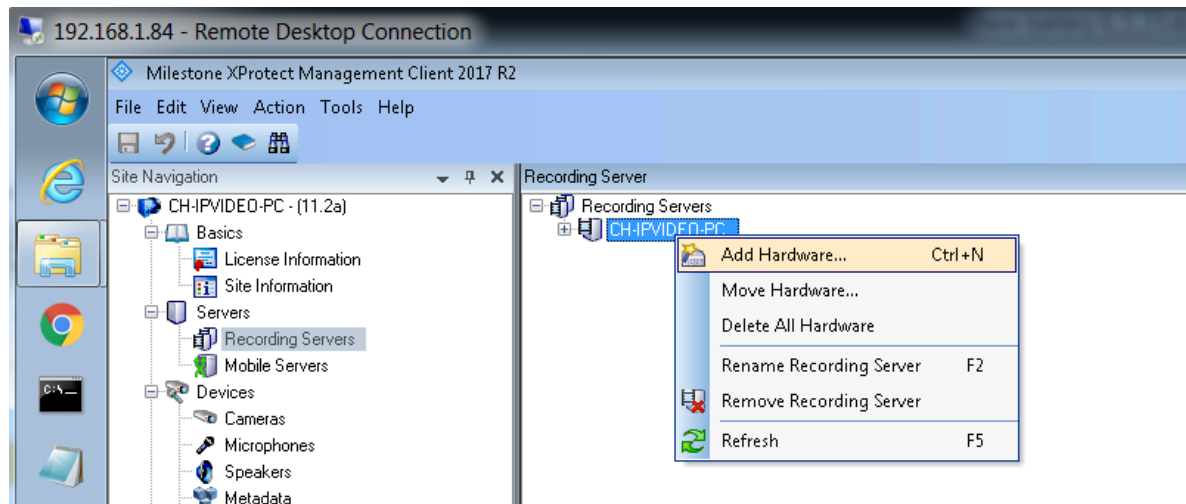 192.168.1.84 - Remote Desktop Connection
Milestone XProtect Management Client 2017 R2
File Edit View Action Tools Help
Site Navigation
CH-IPVIDEO-PC - (11.2a)
Basics
License Information
Site Information
Servers
Recording Servers
Mobile Servers
Devices
Cameras
Microphones
Speakers
Metadata
Recording Server
Recording Servers
CH-IPVIDEO-PC
Add Hardware... Ctrl+N
Move Hardware...
Delete All Hardware
Rename Recording Server F2
Remove Recording Server
Refresh F5
C:\_